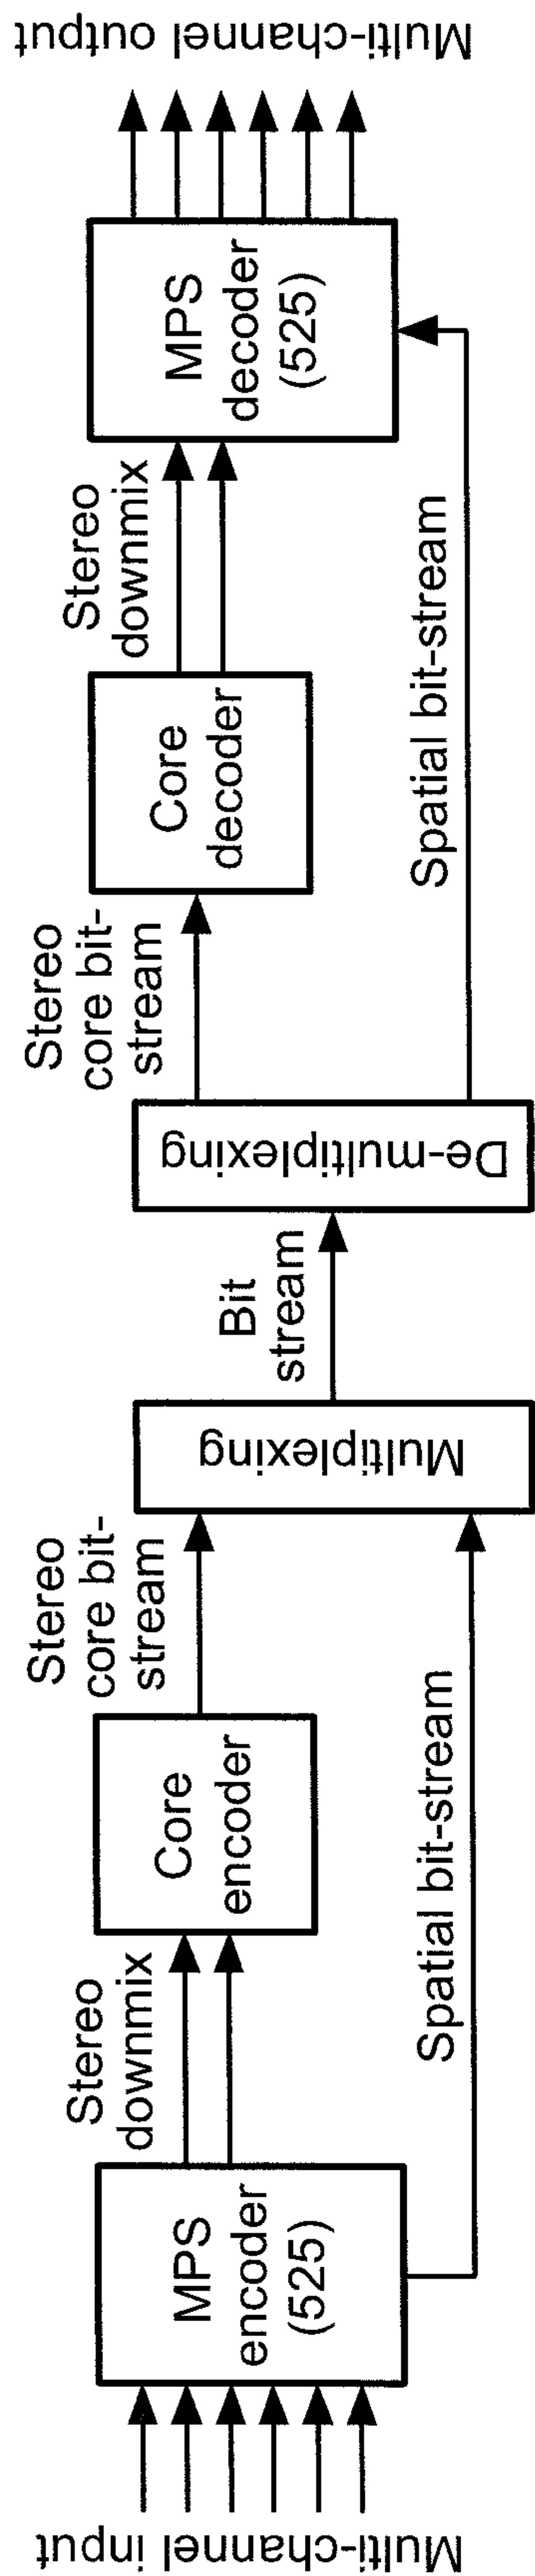 Multi-channel input
MPS
encoder
(525)
Stereo
downmix
Core
encoder
Stereo
core bit-
stream
Spatial bit-stream
Multiplexing
Bit
stream
De-multiplexing
Stereo
core bit-
stream
Core
decoder
Spatial bit-stream
Stereo
downmix
MPS
decoder
(525)
Multi-channel output